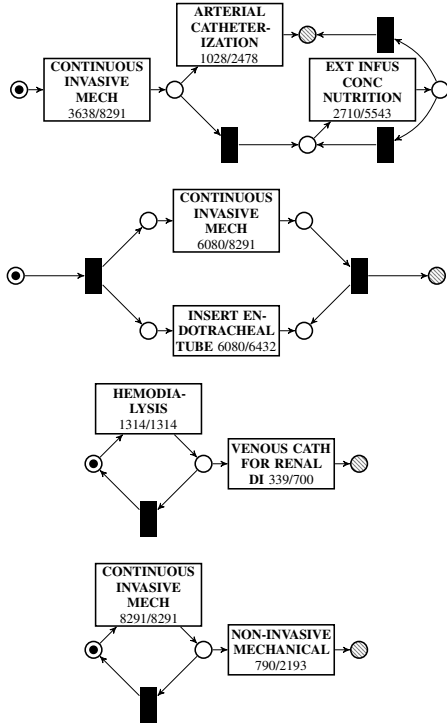 ARTERIAL
CATHETER-
IZATION
1028/2478
CONTINUOUS
INVASIVE
MECH
3638/8291
EXT INFUS
CONC
NUTRITION
2710/5543
CONTINUOUS
INVASIVE
MECH
6080/8291
INSERT EN-
DOTRACHEAL
TUBE 6080/6432
HEMODIA-
LYSIS
1314/1314
VENOUS CATH
FOR RENAL
DI 339/700
CONTINUOUS
INVASIVE
MECH
8291/8291
NON-INVASIVE
MECHANICAL
790/2193